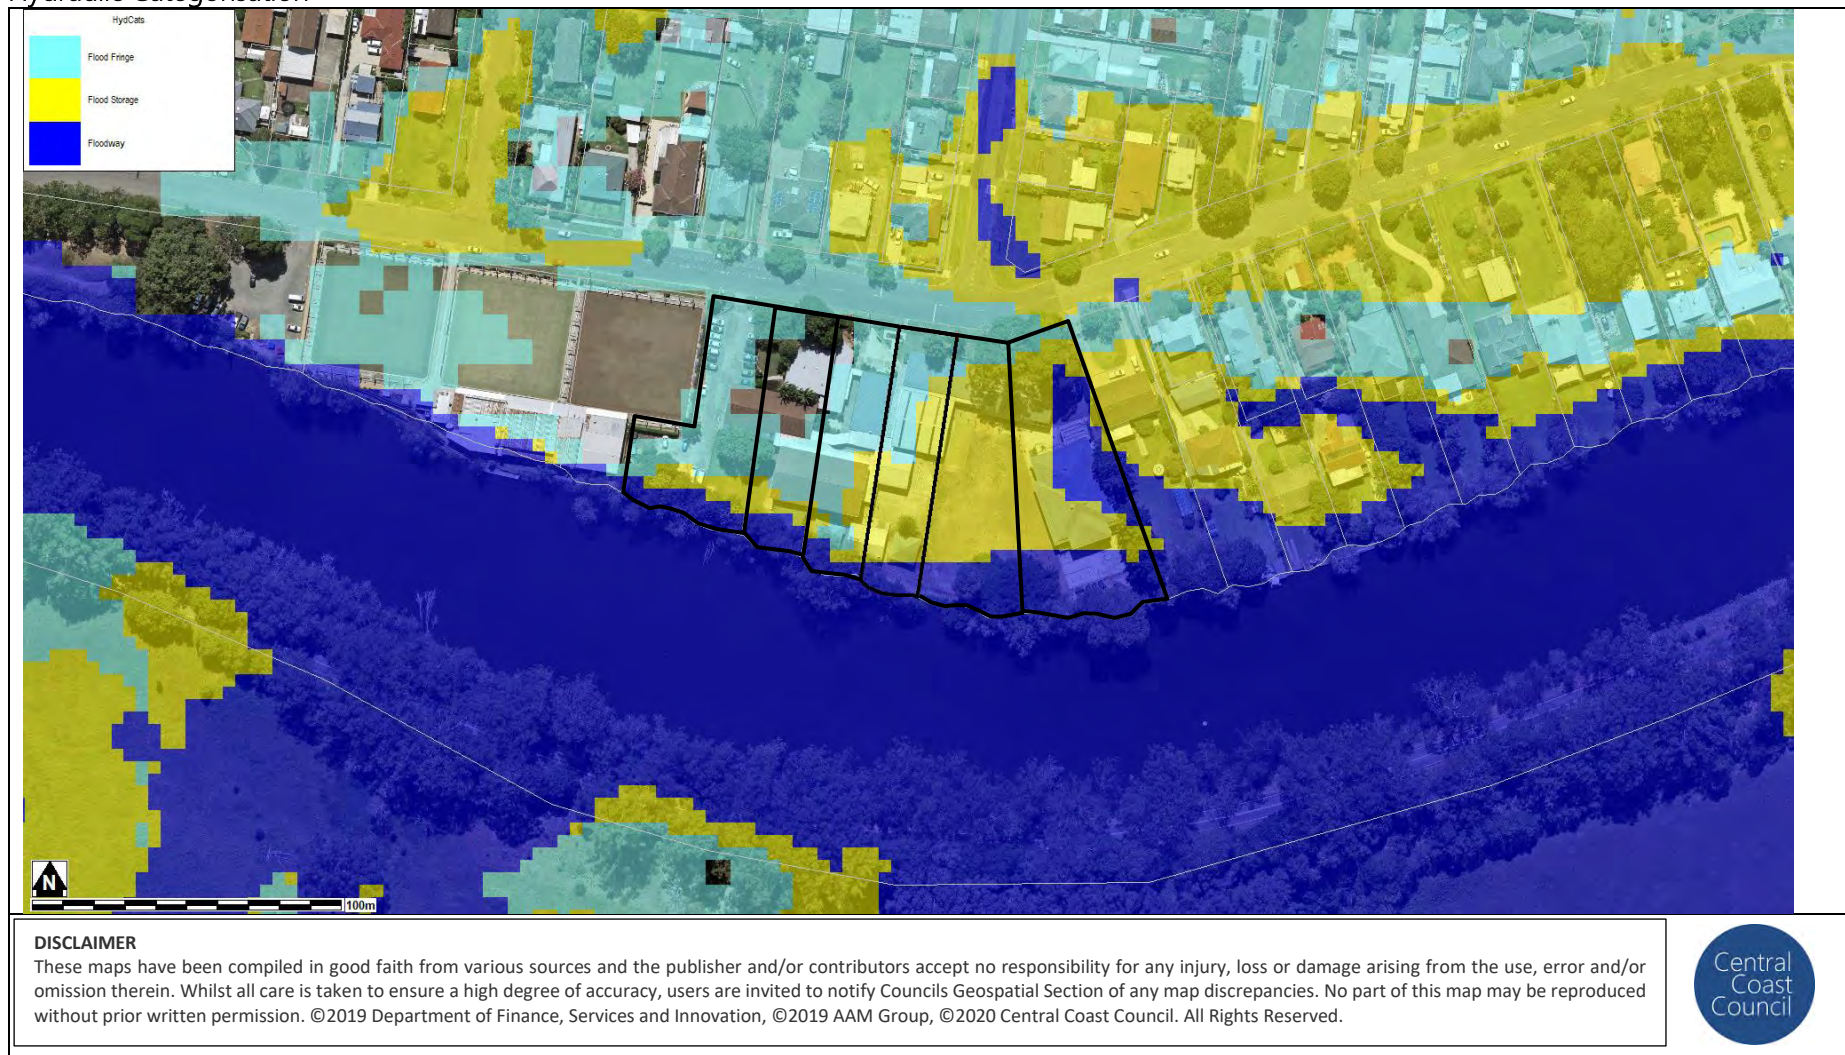 Hydraulic Categorisation
HydCats
Flood Fringe
Flood Storage
Floodway
N
100m
DISCLAIMER
These maps have been compiled in good faith from various sources and the publisher and/or contributors accept no responsibility for any injury, loss or damage arising from the use, error and/or
omission therein. Whilst all care is taken to ensure a high degree of accuracy, users are invited to notify Councils Geospatial Section of any map discrepancies. No part of this map may be reproduced
without prior written permission. ©2019 Department of Finance, Services and Innovation, ©2019 AAM Group, ©2020 Central Coast Council. All Rights Reserved.
Central
Coast
Council